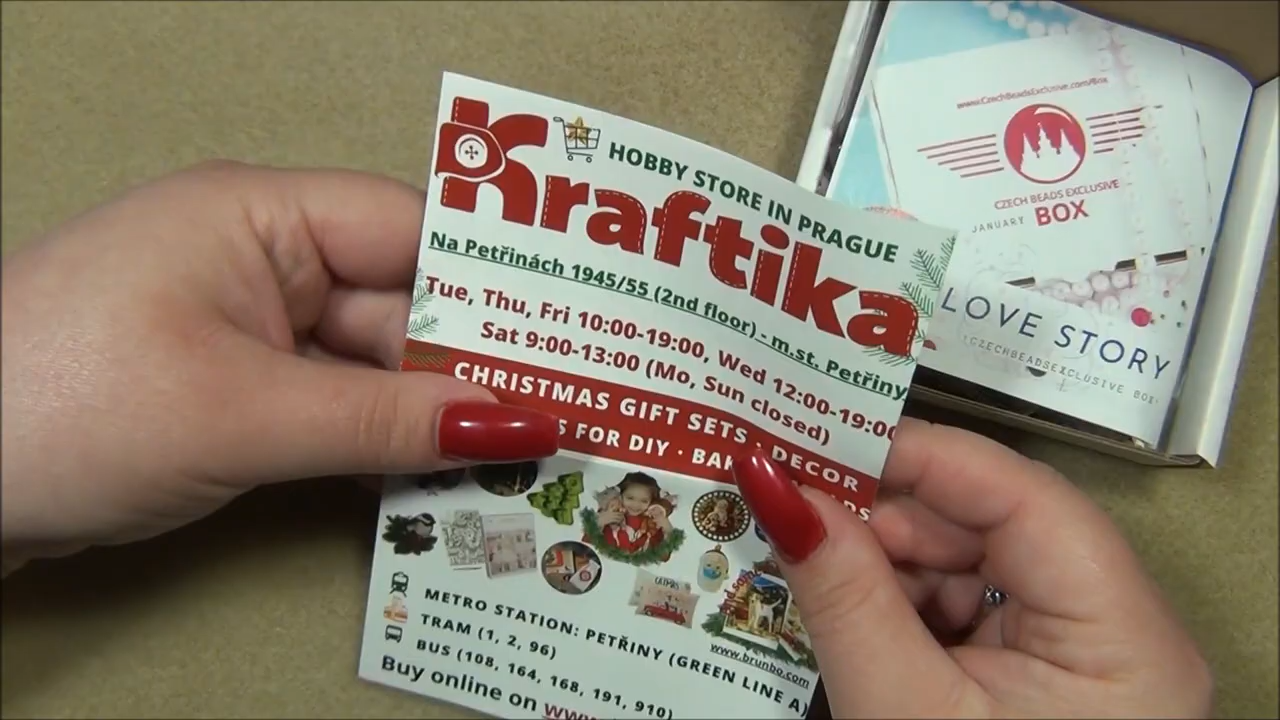 HOBBY STORE IN PRAGUE
Kraftika
Na Petřinách 1945/55 (2nd floor) - m.st. Petřiny
Tue, Thu, Fri 10:00-19:00, Wed 12:00-19:00
Sat 9:00-13:00 (Mo, Sun closed)
CHRISTMAS GIFT SETS · DECOR
FOR DIY ·
METRO STATION: PETŘINY (GREEN LINE A)
TRAM (1, 2, 96)
BUS (108, 164, 168, 191, 910)
www.brunbo.com
Buy online on
www.CzechBeadsExclusive.com/Box
CZECH BEADS EXCLUSIVE
JANUARY BOX
LOVE STORY
CZECHBEADSEXCLUSIVE BOX